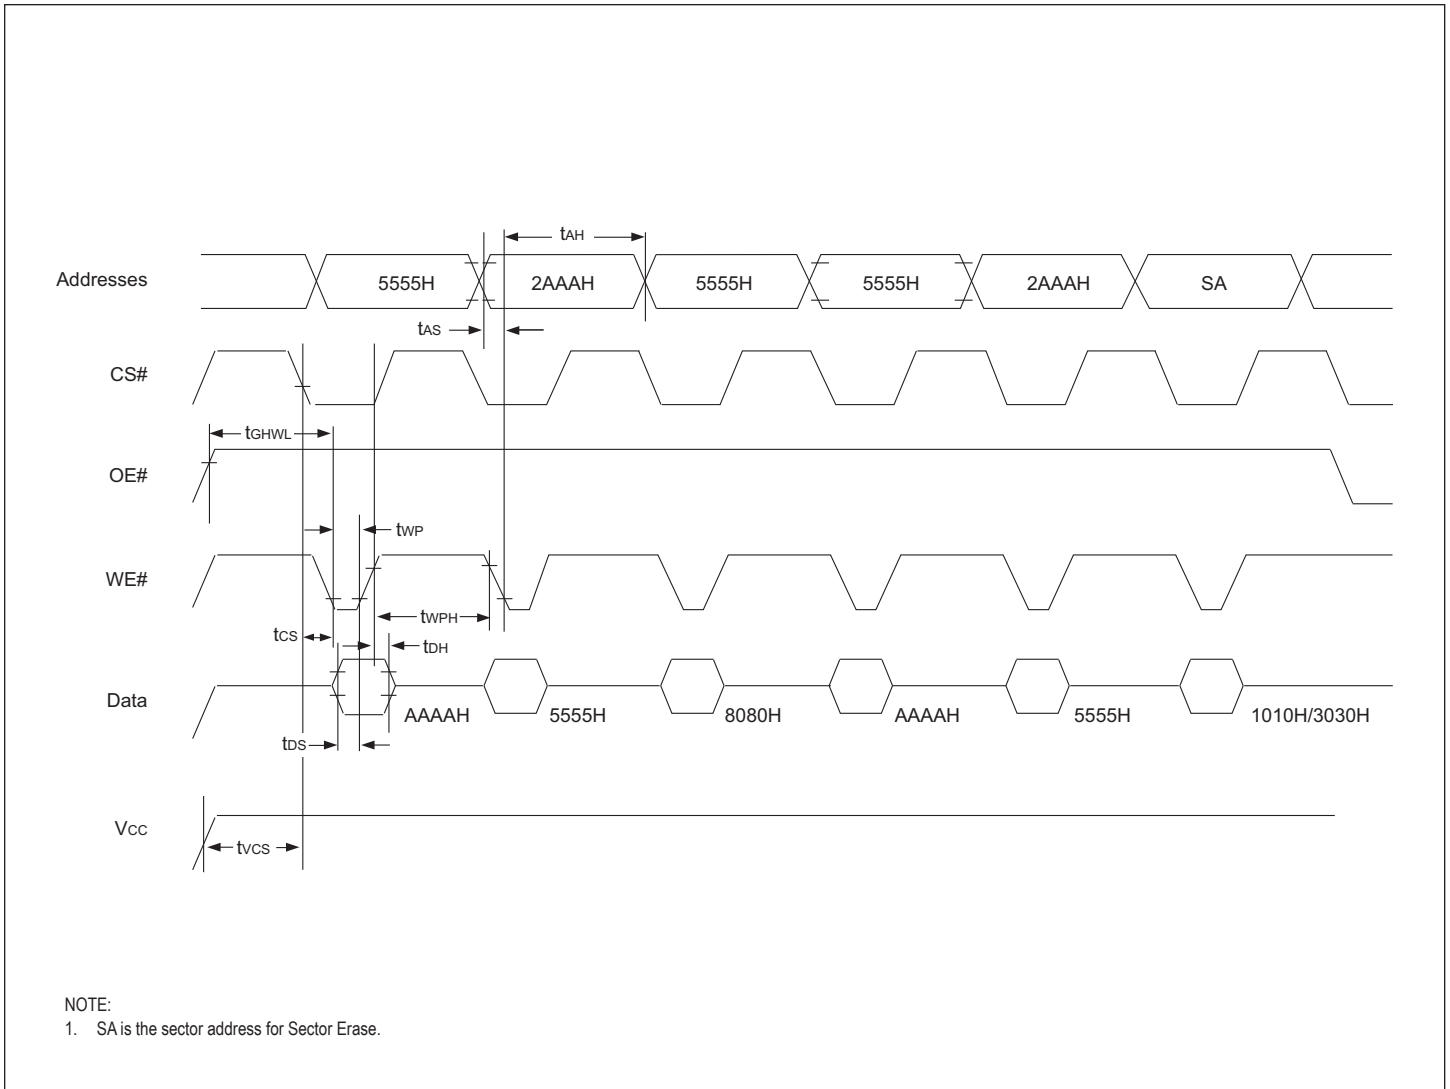 tAH
Addresses
5555H
2AAAH
5555H
5555H
2AAAH
SA
tAS
CS#
tGHWL
OE#
tWP
WE#
tWPH
tCS
tDH
Data
AAAAH
5555H
8080H
AAAAH
5555H
1010H/3030H
tDS
VCC
tVCS
NOTE:
1. SA is the sector address for Sector Erase.